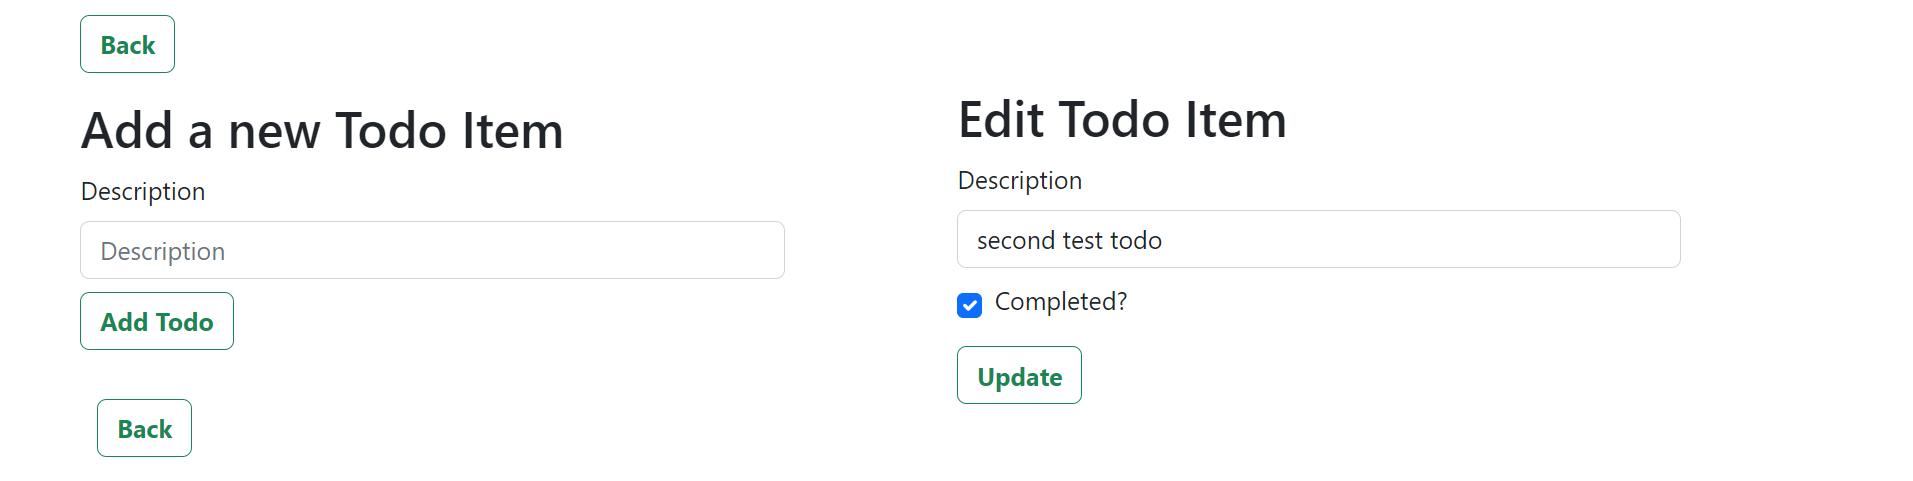 Back
Add a new Todo Item
Description
Description
Add Todo
Back
Edit Todo Item
Description
second test todo
Completed?
Update